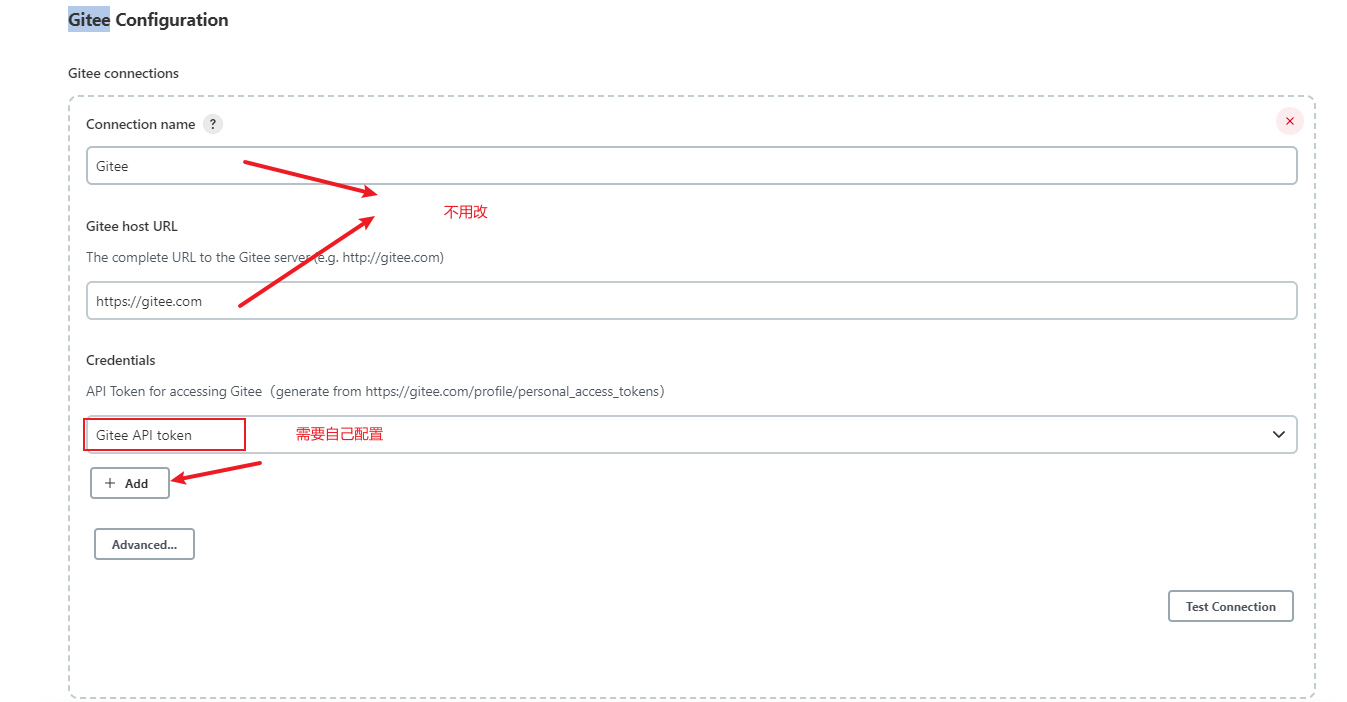 Gitee Configuration
Gitee connections
Connection name ?
Gitee
不用改
Gitee host URL
The complete URL to the Gitee server (e.g. http://gitee.com)
https://gitee.com
Credentials
API Token for accessing Gitee（generate from https://gitee.com/profile/personal_access_tokens）
Gitee API token
需要自己配置
+ Add
Advanced...
Test Connection